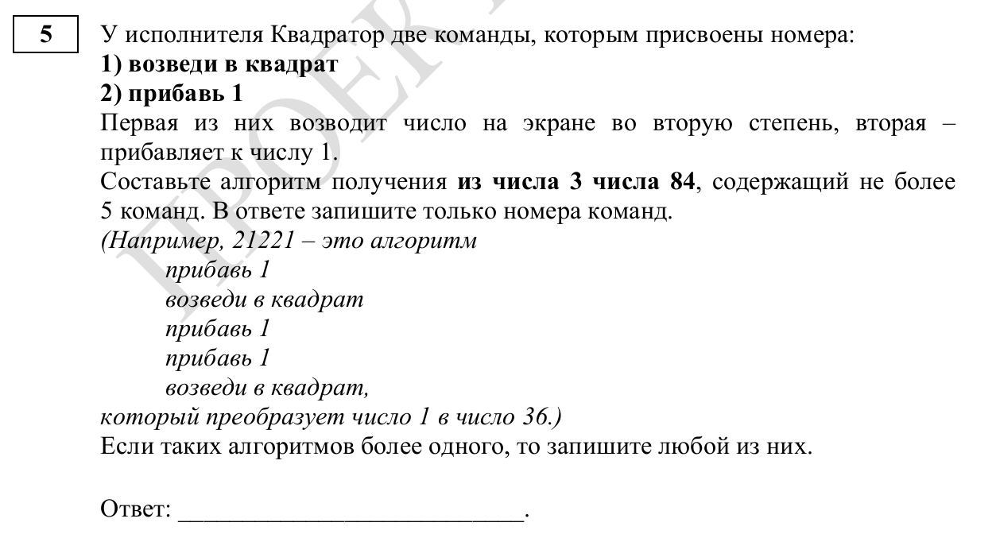 5
У исполнителя Квадратор две команды, которым присвоены номера:
1) возведи в квадрат
2) прибавь 1
Первая из них возводит число на экране во вторую степень, вторая –
прибавляет к числу 1.
Составьте алгоритм получения из числа 3 числа 84, содержащий не более
5 команд. В ответе запишите только номера команд.
(Например, 21221 – это алгоритм
прибавь 1
возведи в квадрат
прибавь 1
прибавь 1
возведи в квадрат,
который преобразует число 1 в число 36.)
Если таких алгоритмов более одного, то запишите любой из них.
Ответ: ___________________________.
ПРОЕК